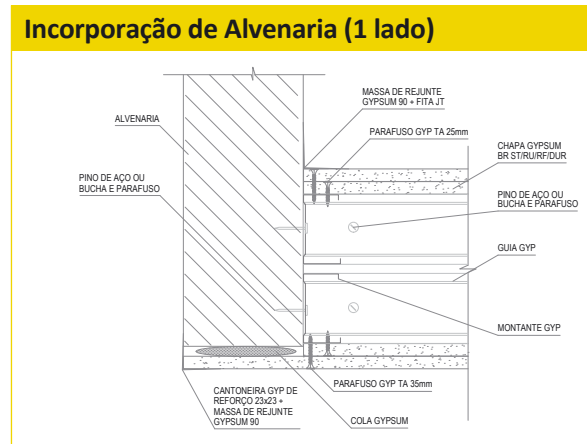 Incorporação de Alvenaria (1 lado)
MASSA DE REJUNTE
GYPSUM 90 + FITA JT
ALVENARIA
PARAFUSO GYP TA 25mm
CHAPA GYPSUM
BR ST/RU/RF/DUR
PINO DE AÇO OU
BUCHA E PARAFUSO
PINO DE AÇO OU
BUCHA E PARAFUSO
GUIA GYP
MONTANTE GYP
PARAFUSO GYP TA 35mm
CANTONEIRA GYP DE
REFORÇO 23x23 +
MASSA DE REJUNTE
GYPSUM 90
COLA GYPSUM